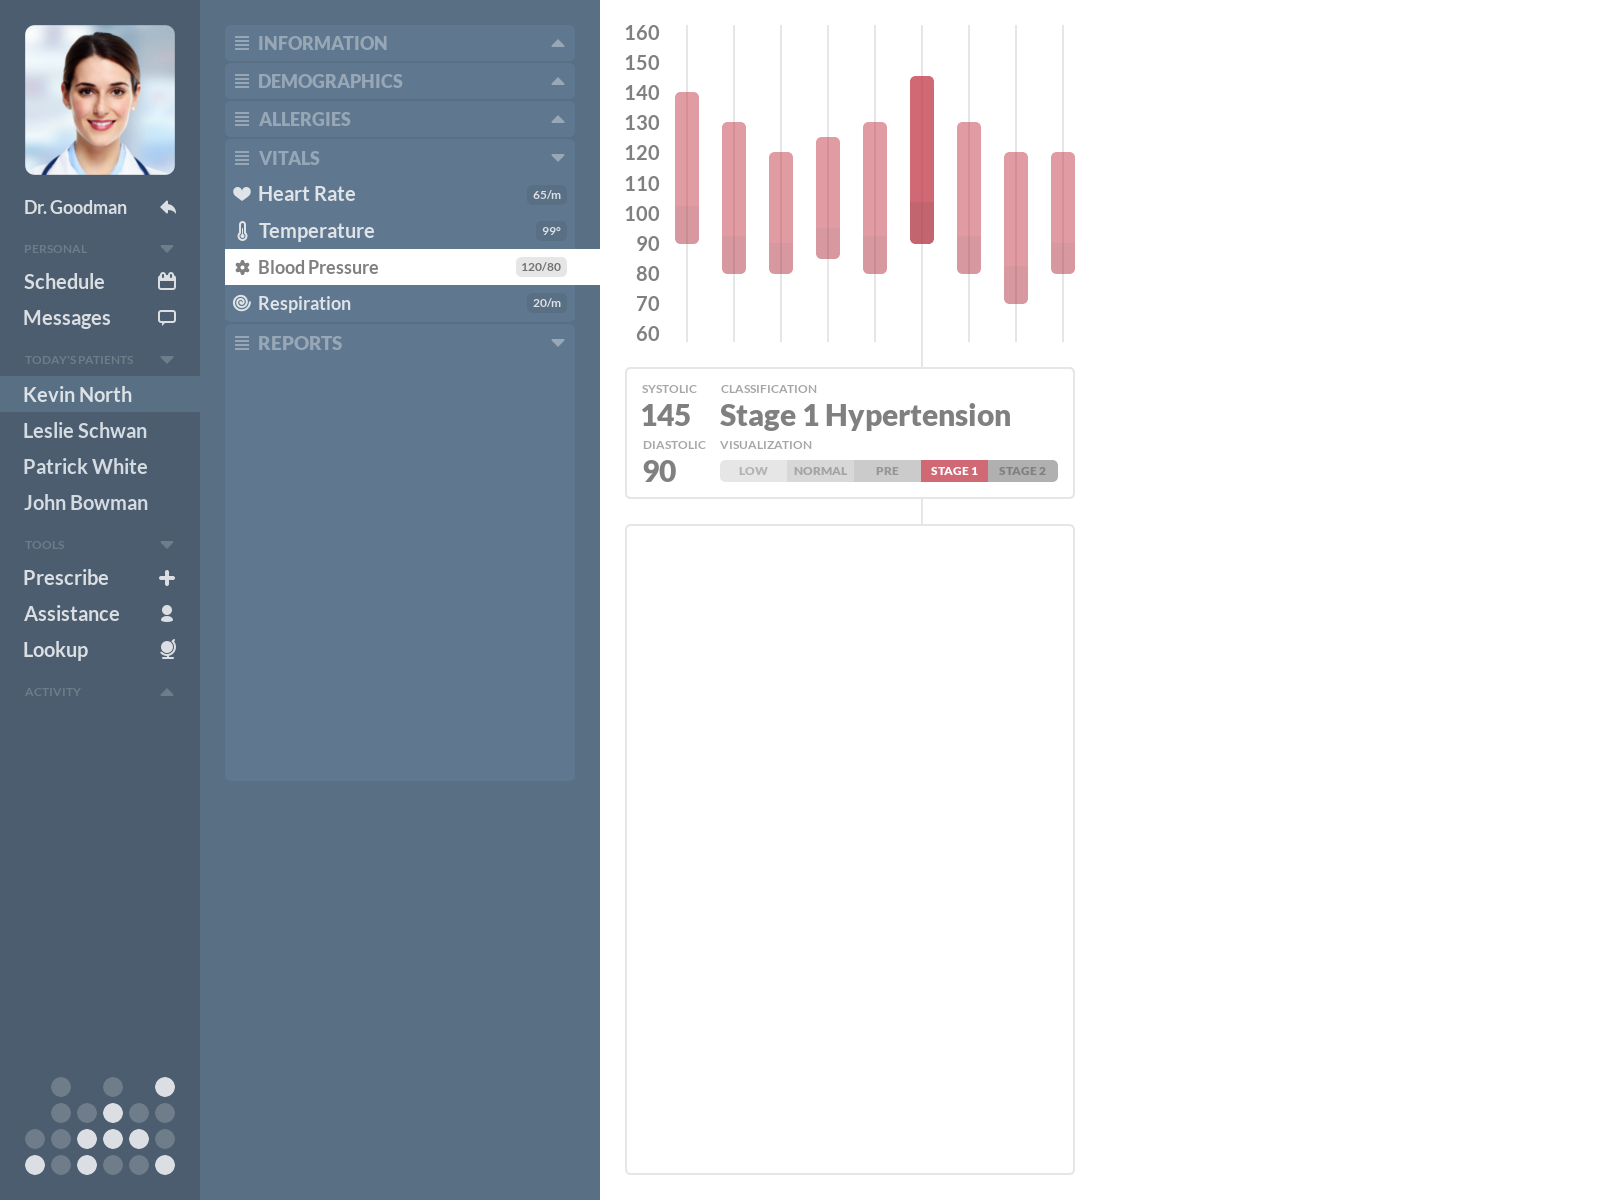 Dr. Goodman
PERSONAL
Schedule
Messages
TODAY'S PATIENTS
Kevin North
Leslie Schwan
Patrick White
John Bowman
TOOLS
Prescribe
Assistance
Lookup
ACTIVITY
INFORMATION
DEMOGRAPHICS
ALLERGIES
VITALS
Heart Rate 65/m
Temperature 99°
Blood Pressure 120/80
Respiration 20/m
REPORTS
160
150
140
130
120
110
100
90
80
70
60
SYSTOLIC CLASSIFICATION
145 Stage 1 Hypertension
DIASTOLIC VISUALIZATION
90 LOW NORMAL PRE STAGE 1 STAGE 2